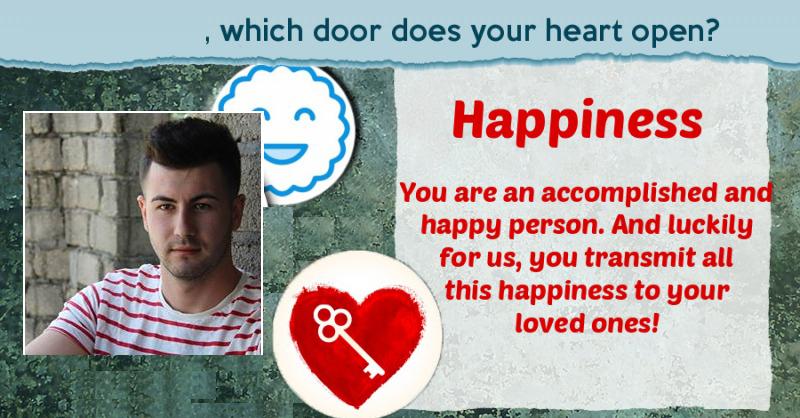 , which door does your heart open?
Happiness
You are an accomplished and
happy person. And luckily
for us, you transmit all
this happiness to your
loved ones!